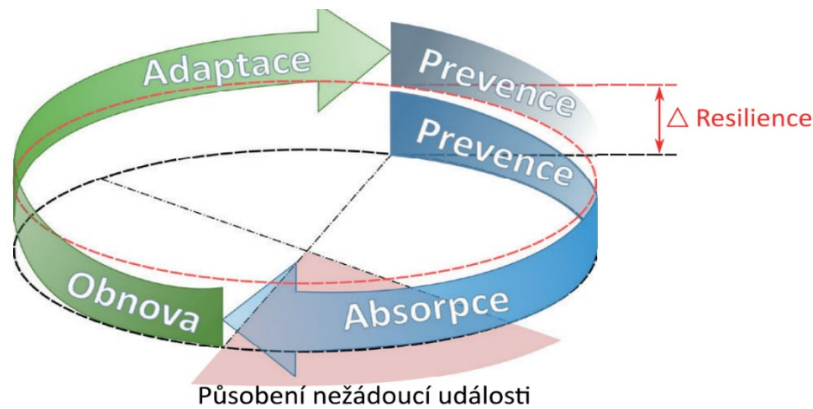 Adaptace
Prevence
Prevence
△ Resilience
Obnova
Absorpce
Působení nežádoucí události